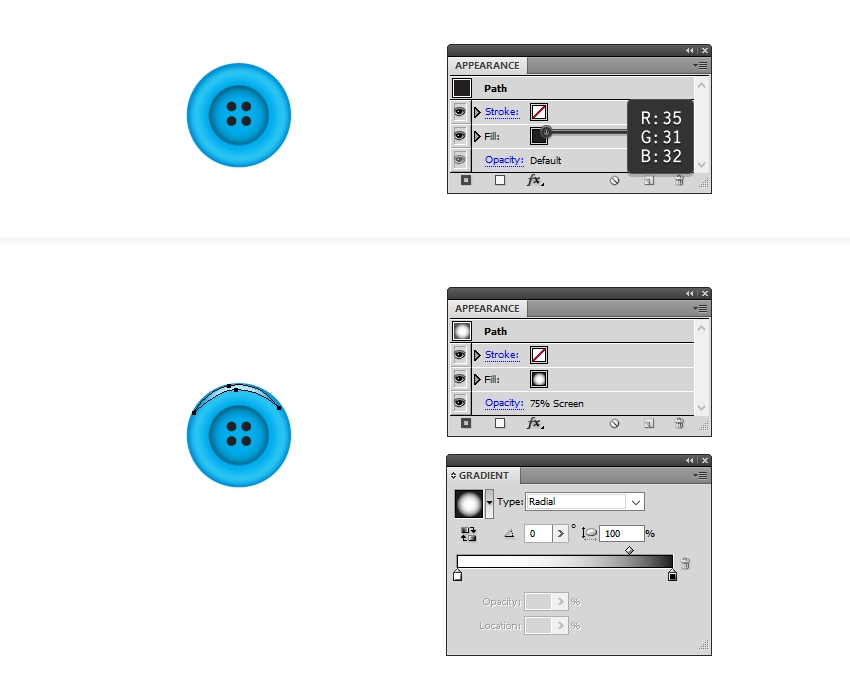 APPEARANCE
Path
Stroke:
Fill:
R:35
G:31
B:32
Opacity: Default
fx
APPEARANCE
Path
Stroke:
Fill:
Opacity: 75% Screen
fx
GRADIENT
Type: Radial
0 ° 100 %
Opacity: %
Location: %